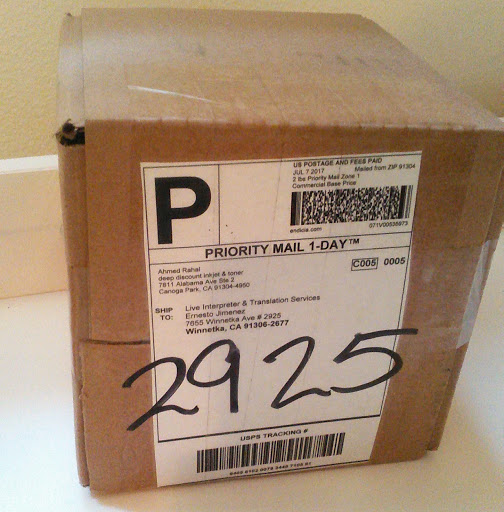 P
US POSTAGE AND FEES PAID
JUL 7 2017 Mailed from ZIP 91304
2 lbs Priority Mail Zone 1
Commercial Base Price
endicia.com 071V00636973
PRIORITY MAIL 1-DAY™
Ahmed Rahal
deep discount inkjet & toner
7811 Alabama Ave Ste 2
Canoga Park, CA 91304-4950
C005 0005
SHIP TO: Live Interpreter & Translation Services
Ernesto Jimenez
7655 Winnetka Ave # 2925
Winnetka, CA 91306-2677
2925
USPS TRACKING #